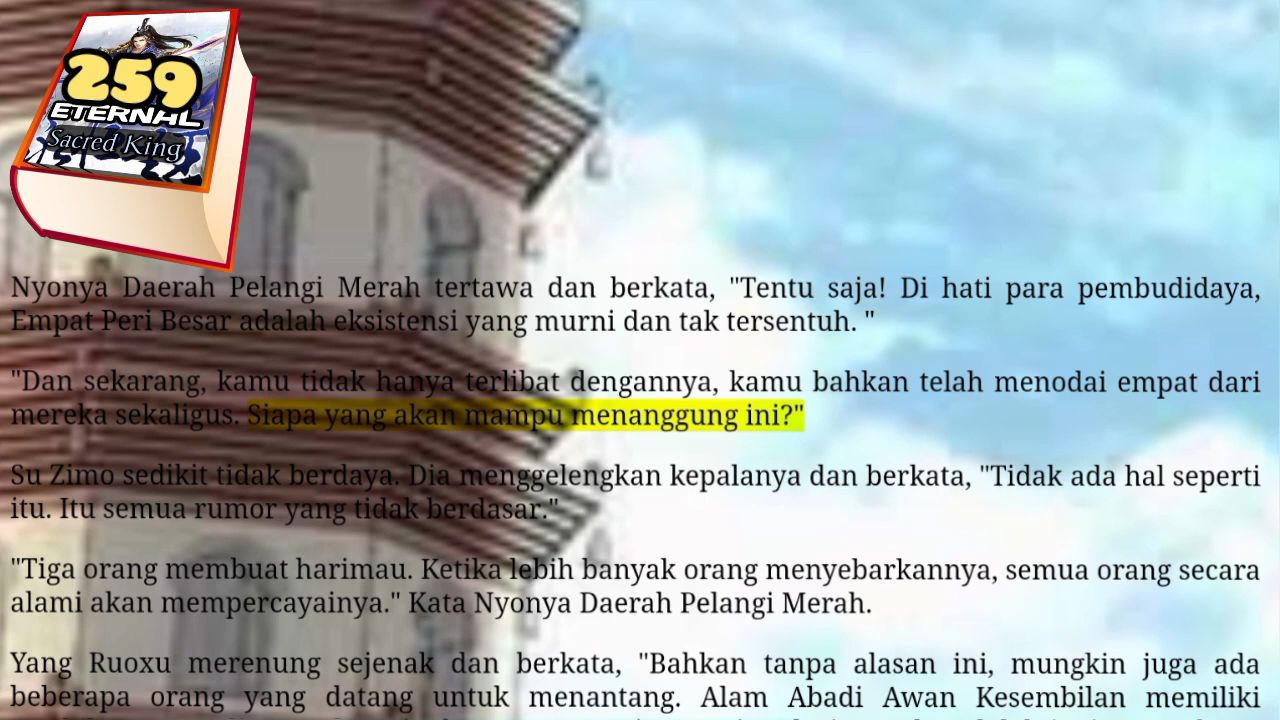 259
ETERNAL
Sacred King
Nyonya Daerah Pelangi Merah tertawa dan berkata, "Tentu saja! Di hati para pembudidaya,
Empat Peri Besar adalah eksistensi yang murni dan tak tersentuh. "
"Dan sekarang, kamu tidak hanya terlibat dengannya, kamu bahkan telah menodai empat dari
mereka sekaligus. Siapa yang akan mampu menanggung ini?"
Su Zimo sedikit tidak berdaya. Dia menggelengkan kepalanya dan berkata, "Tidak ada hal seperti
itu. Itu semua rumor yang tidak berdasar."
"Tiga orang membuat harimau. Ketika lebih banyak orang menyebarkannya, semua orang secara
alami akan mempercayainya." Kata Nyonya Daerah Pelangi Merah.
Yang Ruoxu merenung sejenak dan berkata, "Bahkan tanpa alasan ini, mungkin juga ada
beberapa orang yang datang untuk menantang. Alam Abadi Awan Kesembilan memiliki